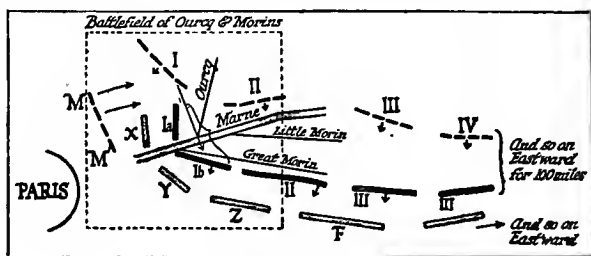 Battlefield of Ourcq & Morins
I
Ourcq
II
M
III
IV
X
Ia
Marne
Little Morin
M
Great Morin
And so on
Eastward
for 100 miles
PARIS
Ib
II
III
III
Y
Z
F
And so on
Eastward